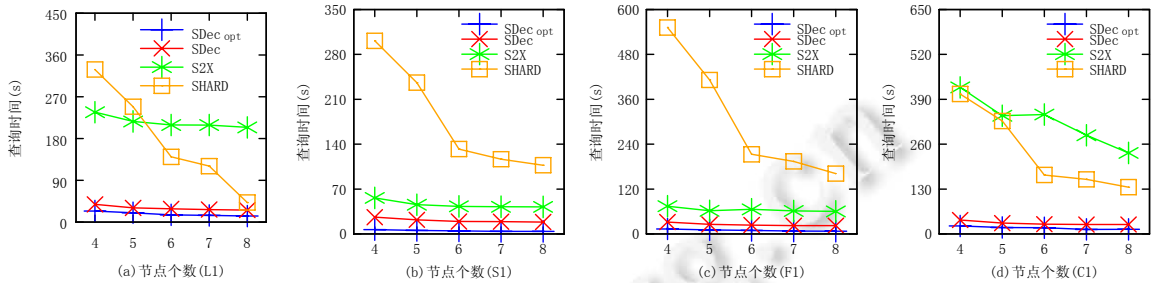 450
360
270
180
90
0
查询时间(s)
SDec opt
SDec
S2X
SHARD
4 5 6 7 8
(a)节点个数(L1)
350
280
210
140
70
0
查询时间(s)
SDec opt
SDec
S2X
SHARD
4 5 6 7 8
(b)节点个数(S1)
600
480
360
240
120
0
查询时间(s)
SDec opt
SDec
S2X
SHARD
4 5 6 7 8
(c)节点个数(F1)
650
520
390
260
130
0
查询时间(s)
SDec opt
SDec
S2X
SHARD
4 5 6 7 8
(d)节点个数(C1)